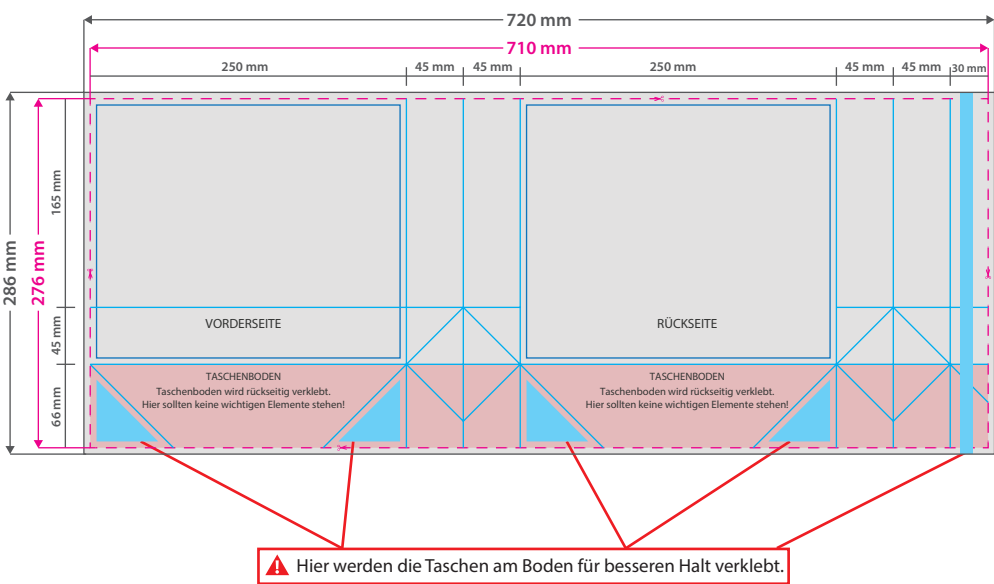 720 mm
710 mm
250 mm
45 mm
45 mm
250 mm
45 mm
45 mm
30 mm
286 mm
276 mm
165 mm
45 mm
66 mm
VORDERSEITE
RÜCKSEITE
TASCHENBODEN
Taschenboden wird rückseitig verklebt.
Hier sollten keine wichtigen Elemente stehen!
TASCHENBODEN
Taschenboden wird rückseitig verklebt.
Hier sollten keine wichtigen Elemente stehen!
Hier werden die Taschen am Boden für besseren Halt verklebt.